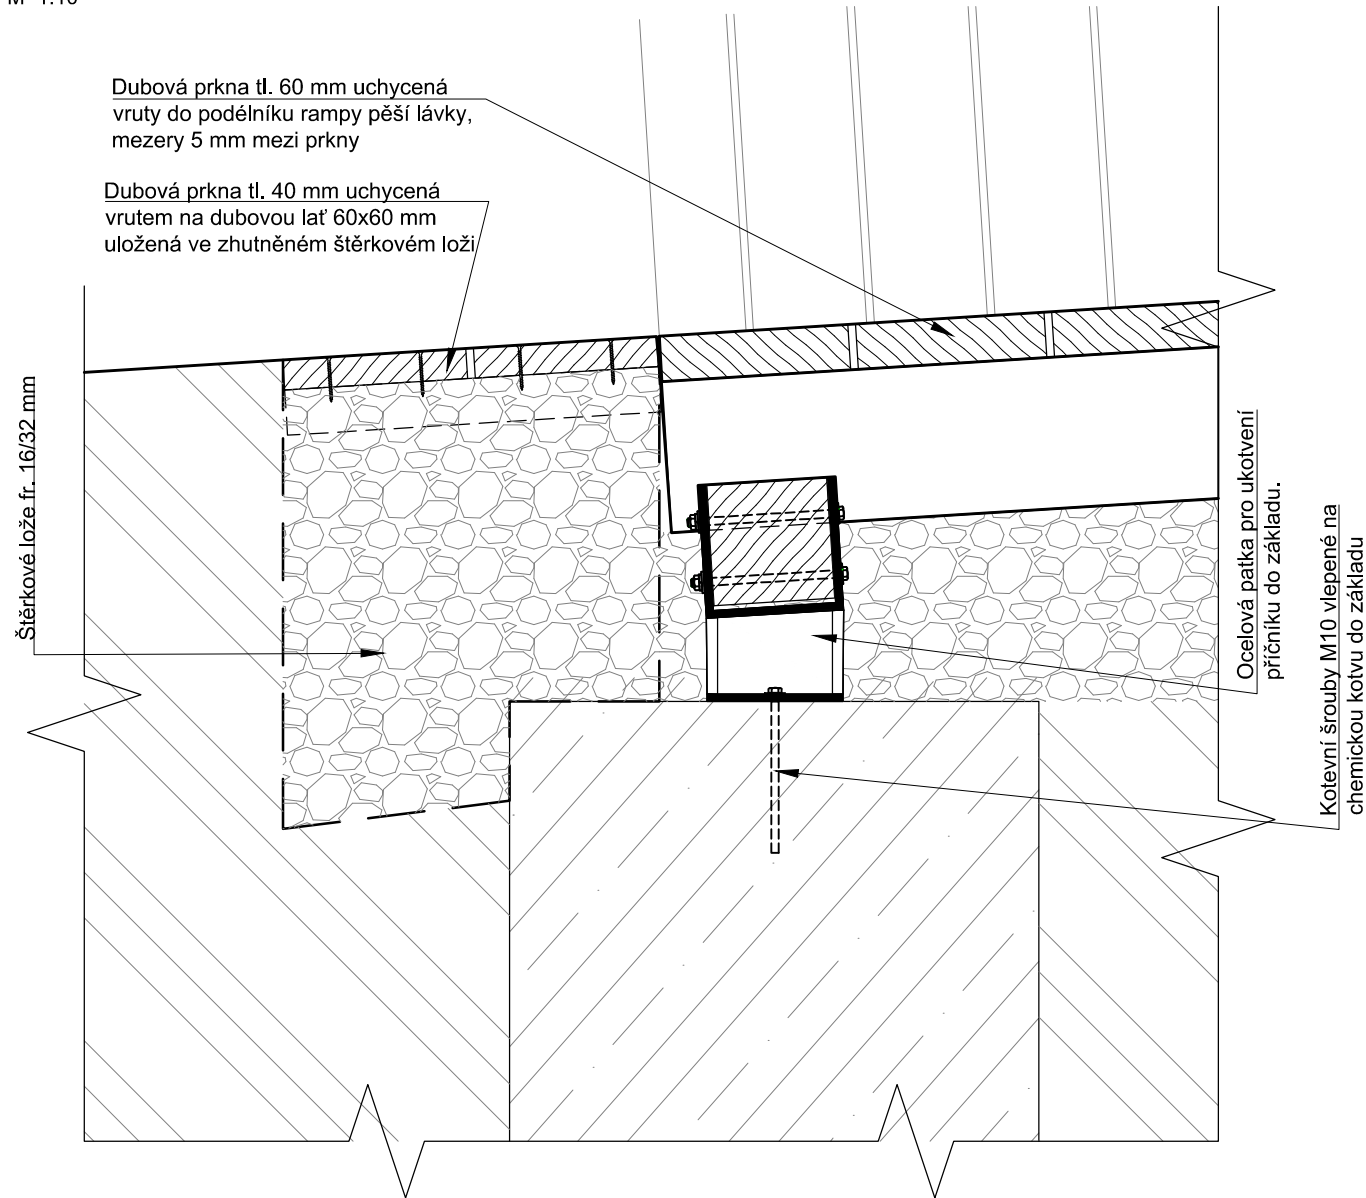 M 1:10
Dubová prkna tl. 60 mm uchycená
vruty do podélníku rampy pěší lávky,
mezery 5 mm mezi prkny
Dubová prkna tl. 40 mm uchycená
vrutem na dubovou lať 60x60 mm
uložená ve zhutněném štěrkovém loži
Štěrkové lože fr. 16/32 mm
Ocelová patka pro ukotvení
příčníku do základu.
Kotevní šrouby M10 vlepené na
chemickou kotvu do základu